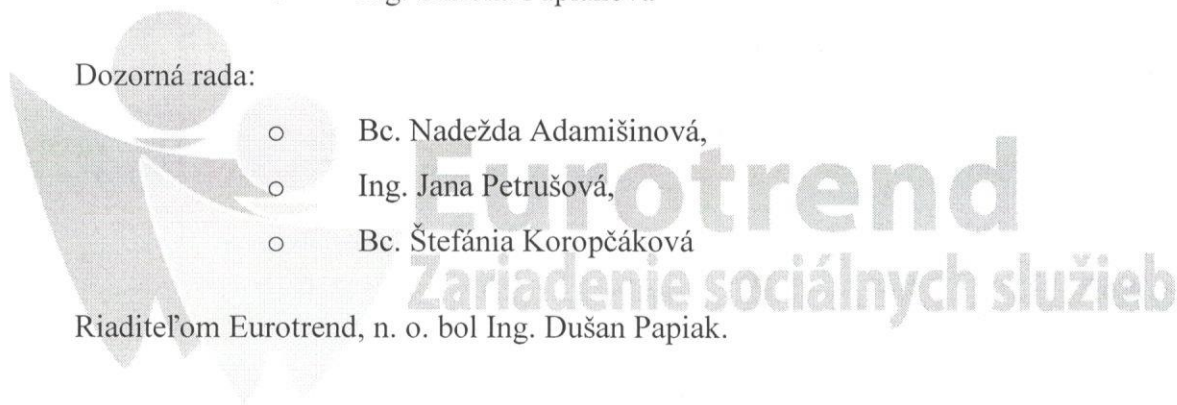 Dozorná rada:
○ Bc. Nadežda Adamišinová,
○ Ing. Jana Petrušová,
○ Bc. Štefánia Koropčáková
Eurotrend
Zariadenie sociálnych služieb
Riaditeľom Eurotrend, n. o. bol Ing. Dušan Papiak.